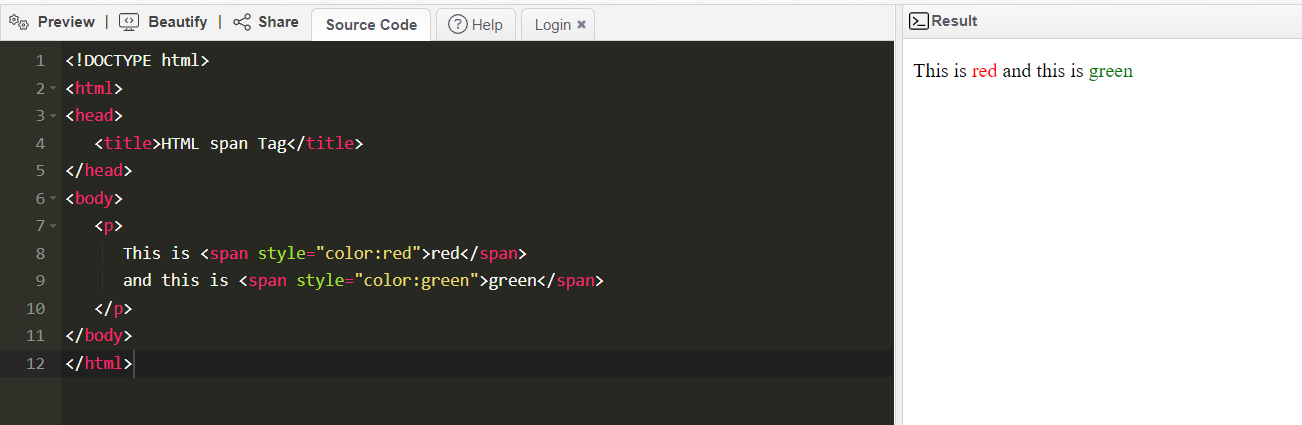 Preview | Beautify | Share Source Code Help Login ×
Result
1 <!DOCTYPE html>
2 <html>
3 <head>
4    <title>HTML span Tag</title>
5 </head>
6 <body>
7    <p>
8       This is <span style="color:red">red</span>
9       and this is <span style="color:green">green</span>
10    </p>
11 </body>
12 </html>
This is red and this is green